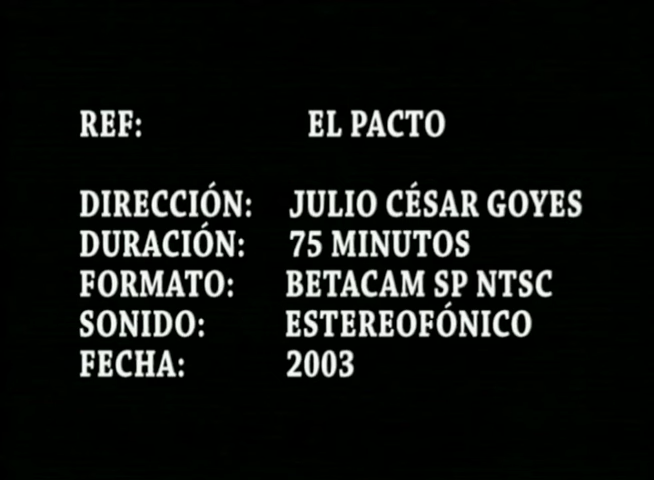 REF: EL PACTO
DIRECCIÓN: JULIO CÉSAR GOYES
DURACIÓN: 75 MINUTOS
FORMATO: BETACAM SP NTSC
SONIDO: ESTEREOFÓNICO
FECHA: 2003